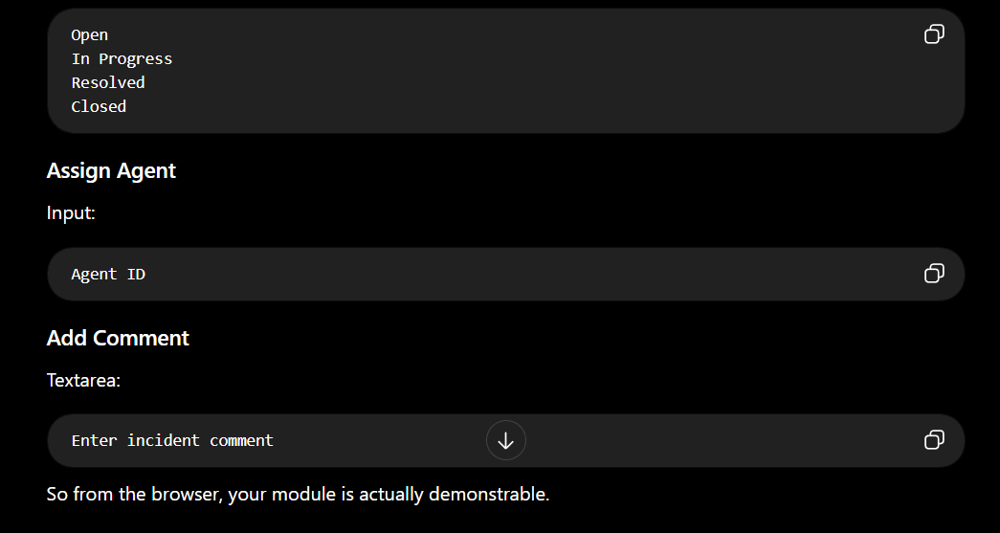 Open
In Progress
Resolved
Closed
Assign Agent
Input:
Agent ID
Add Comment
Textarea:
Enter incident comment
So from the browser, your module is actually demonstrable.